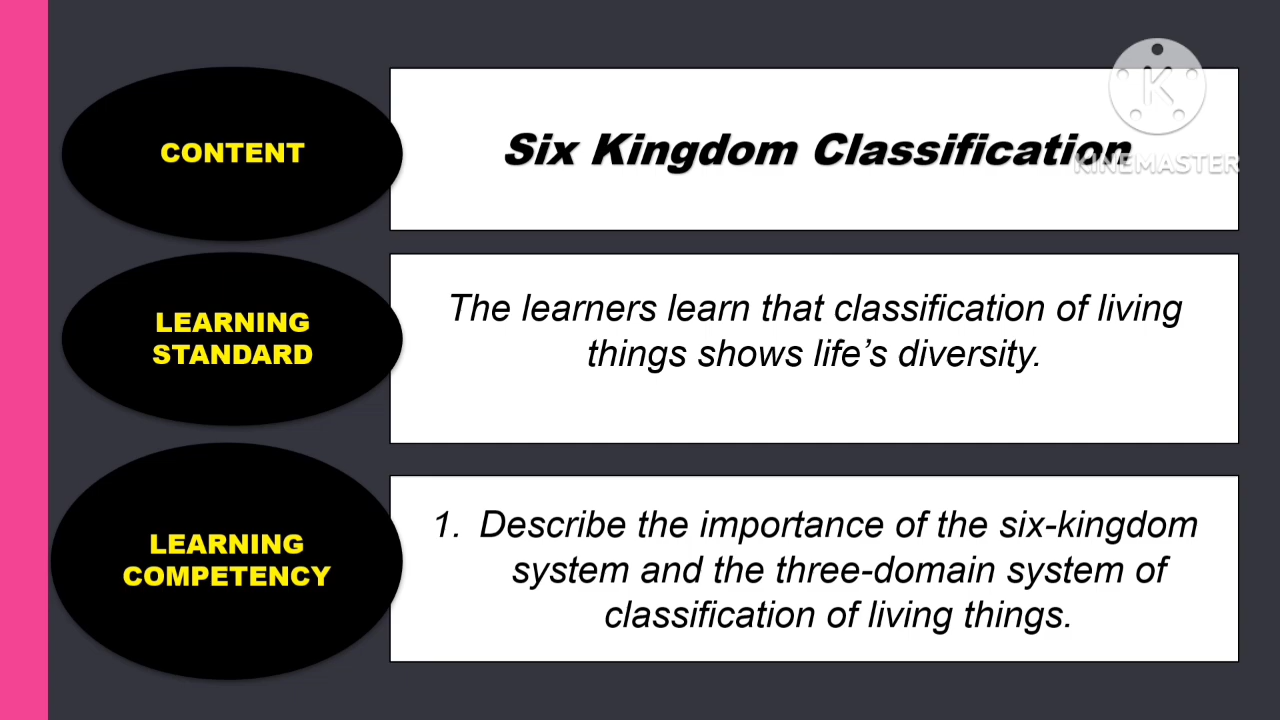 CONTENT
Six Kingdom Classification
K
KINEMASTER
LEARNING
STANDARD
The learners learn that classification of living
things shows life’s diversity.
LEARNING
COMPETENCY
1. Describe the importance of the six-kingdom
system and the three-domain system of
classification of living things.